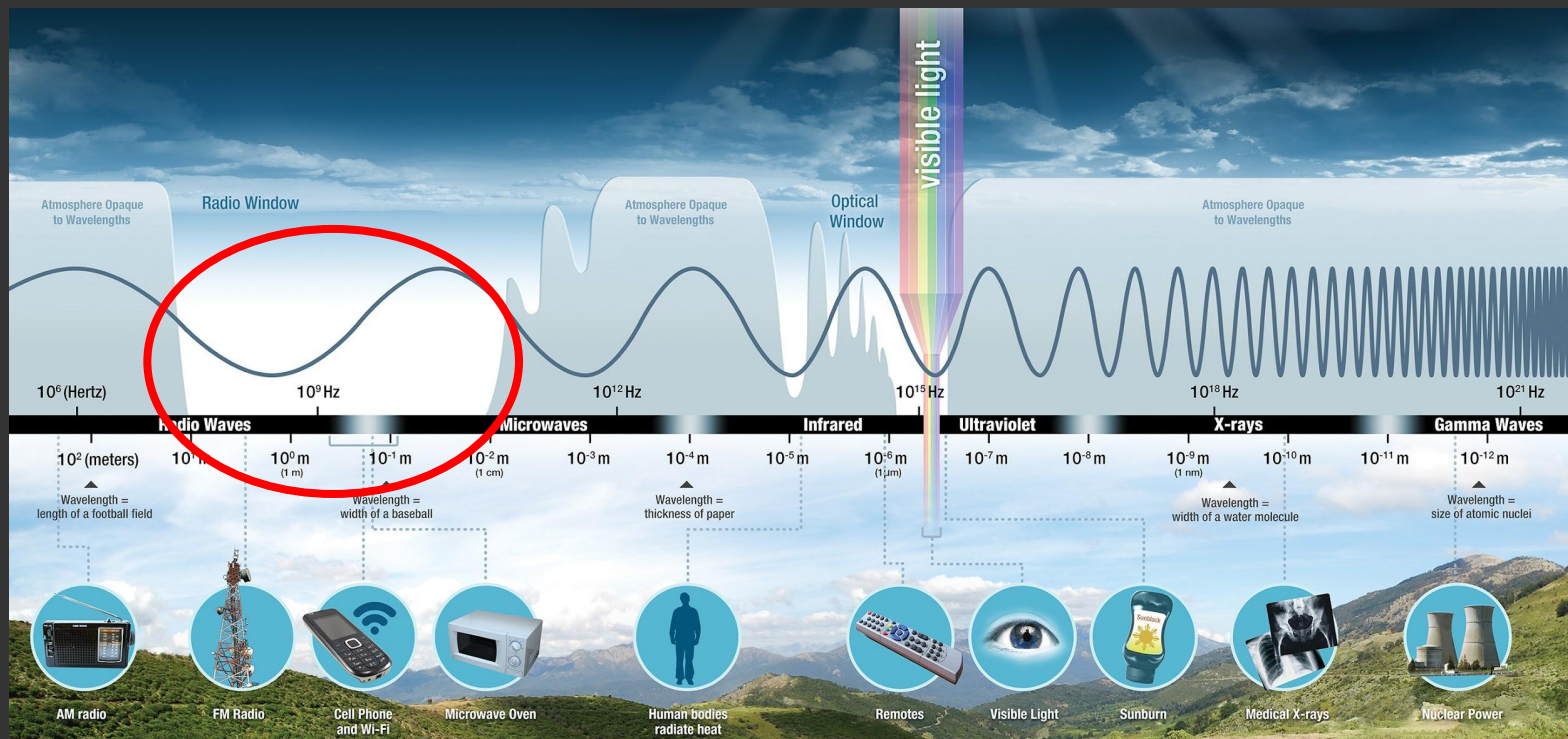 visible light
Atmosphere Opaque
to Wavelengths
Radio Window
Atmosphere Opaque
to Wavelengths
Optical
Window
Atmosphere Opaque
to Wavelengths
10⁶ (Hertz)
10⁹ Hz
10¹² Hz
10¹⁵ Hz
10¹⁸ Hz
10²¹ Hz
Radio Waves
Microwaves
Infrared
Ultraviolet
X-rays
Gamma Waves
10² (meters)
10¹ m
10⁰ m
(1 m)
10⁻¹ m
10⁻² m
(1 cm)
10⁻³ m
10⁻⁴ m
10⁻⁵ m
10⁻⁶ m
(1 µm)
10⁻⁷ m
10⁻⁸ m
10⁻⁹ m
(1 nm)
10⁻¹⁰ m
10⁻¹¹ m
10⁻¹² m
Wavelength =
length of a football field
Wavelength =
width of a baseball
Wavelength =
thickness of paper
Wavelength =
width of a water molecule
Wavelength =
size of atomic nuclei
Sunblock
AM radio
FM Radio
Cell Phone
and Wi-Fi
Microwave Oven
Human bodies
radiate heat
Remotes
Visible Light
Sunburn
Medical X-rays
Nuclear Power